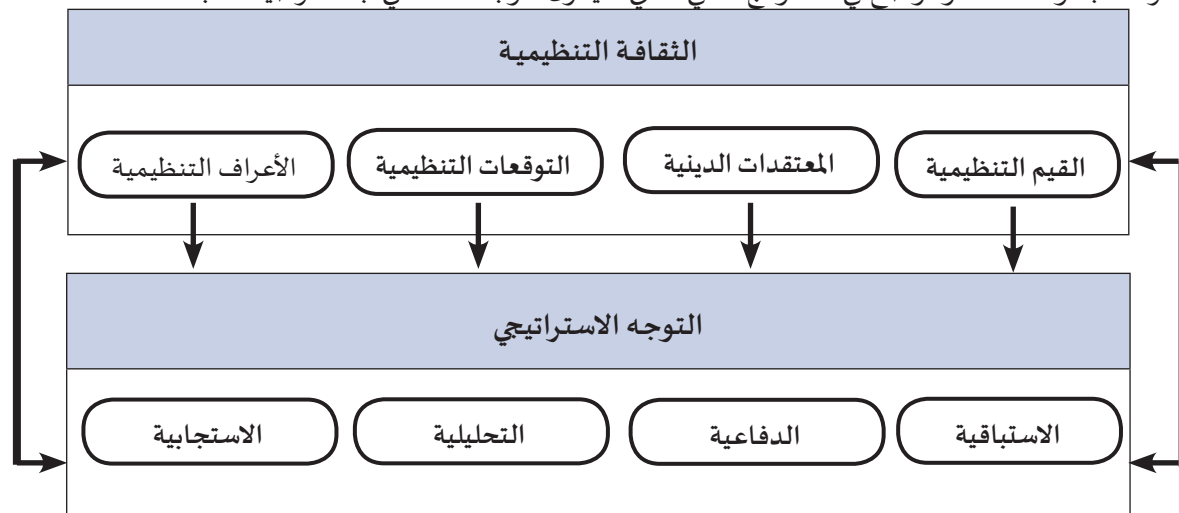 الثقافة التنظيمية
القيم التنظيمية
المعتقدات الدينية
التوقعات التنظيمية
الأعراف التنظيمية
التوجه الاستراتيجي
الاستباقية
الدفاعية
التحليلية
الاستجابية